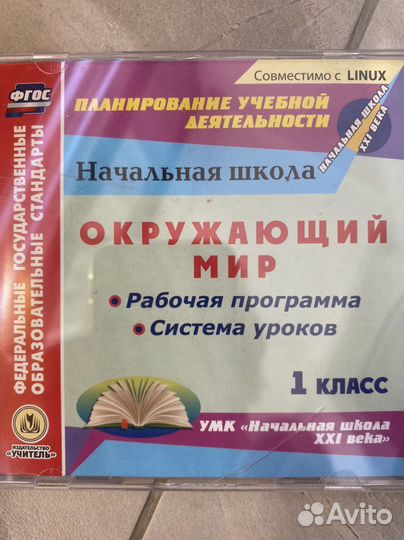 Совместимо с LINUX
ФГОС
ФЕДЕРАЛЬНЫЕ ГОСУДАРСТВЕННЫЕ
ОБРАЗОВАТЕЛЬНЫЕ СТАНДАРТЫ
ПЛАНИРОВАНИЕ УЧЕБНОЙ
ДЕЯТЕЛЬНОСТИ
НАЧАЛЬНАЯ ШКОЛА
XXI ВЕКА
Начальная школа
ОКРУЖАЮЩИЙ
МИР
• Рабочая программа
• Система уроков
1 КЛАСС
УМК «Начальная школа
XXI века»
ИЗДАТЕЛЬСТВО
«УЧИТЕЛЬ»
Avito